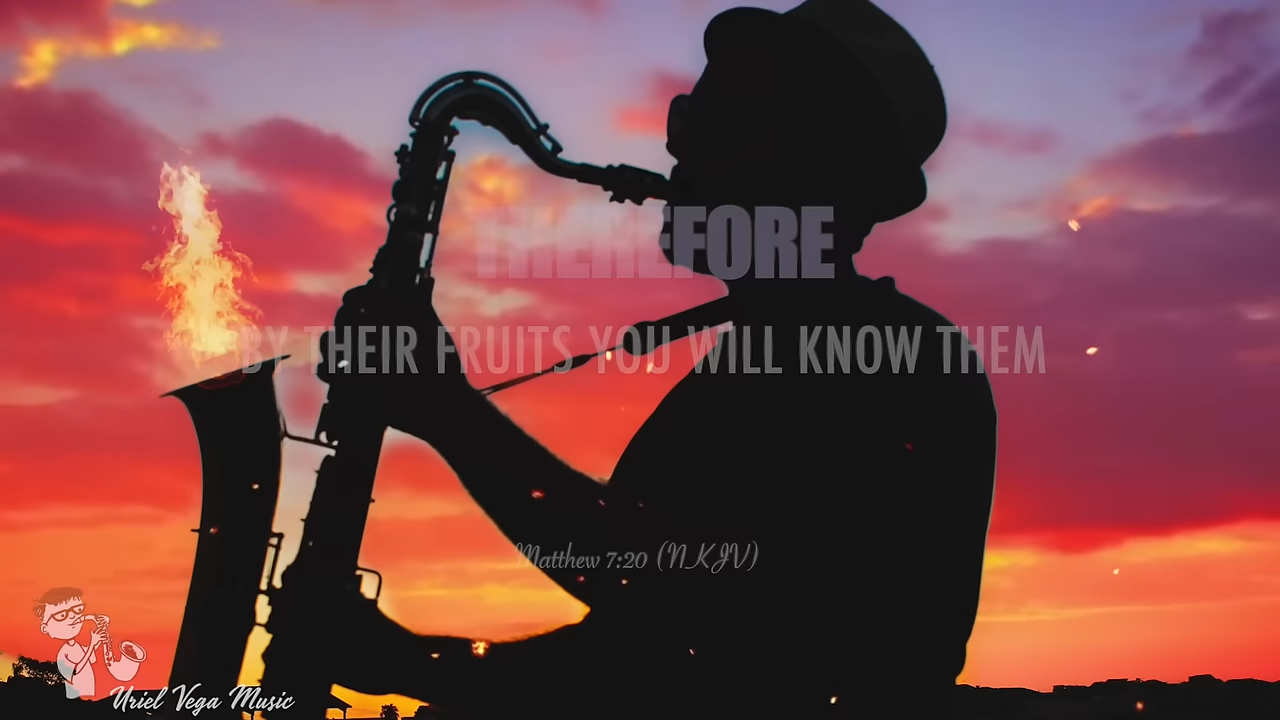 THEREFORE
BY THEIR FRUITS YOU WILL KNOW THEM
Matthew 7:20 (NKJV)
Uriel Vega Music